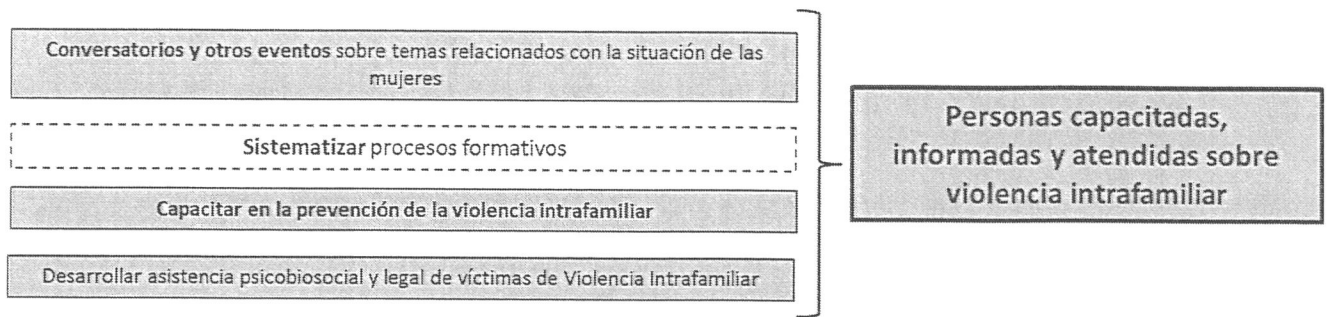 Conversatorios y otros eventos sobre temas relacionados con la situación de las
mujeres
Sistematizar procesos formativos
Capacitar en la prevención de la violencia intrafamiliar
Desarrollar asistencia psicobiosocial y legal de víctimas de Violencia Intrafamiliar
Personas capacitadas,
informadas y atendidas sobre
violencia intrafamiliar